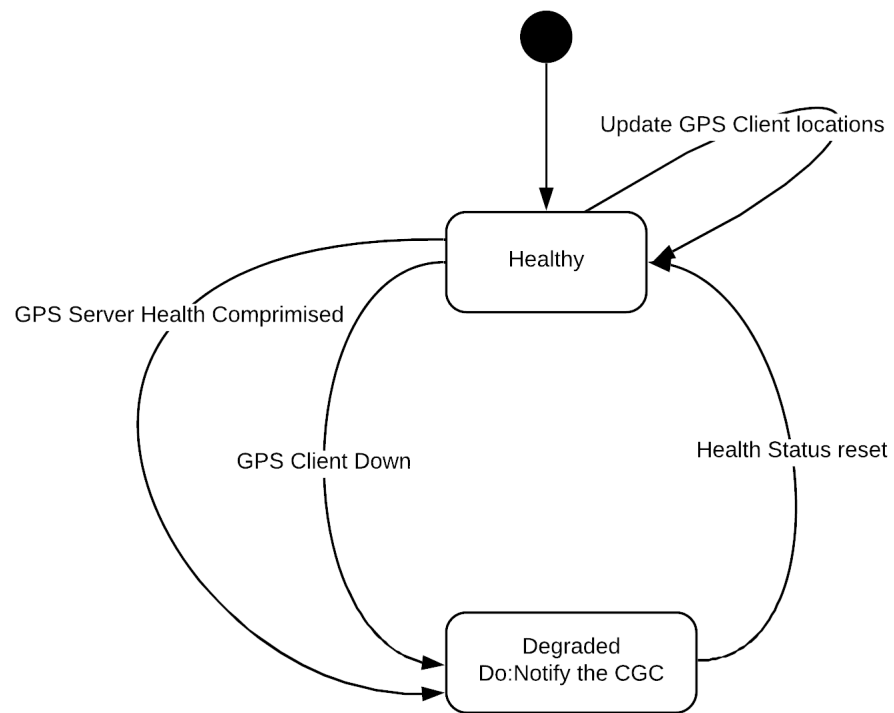 Update GPS Client locations
Healthy
GPS Server Health Comprimised
GPS Client Down
Health Status reset
Degraded
Do:Notify the CGC